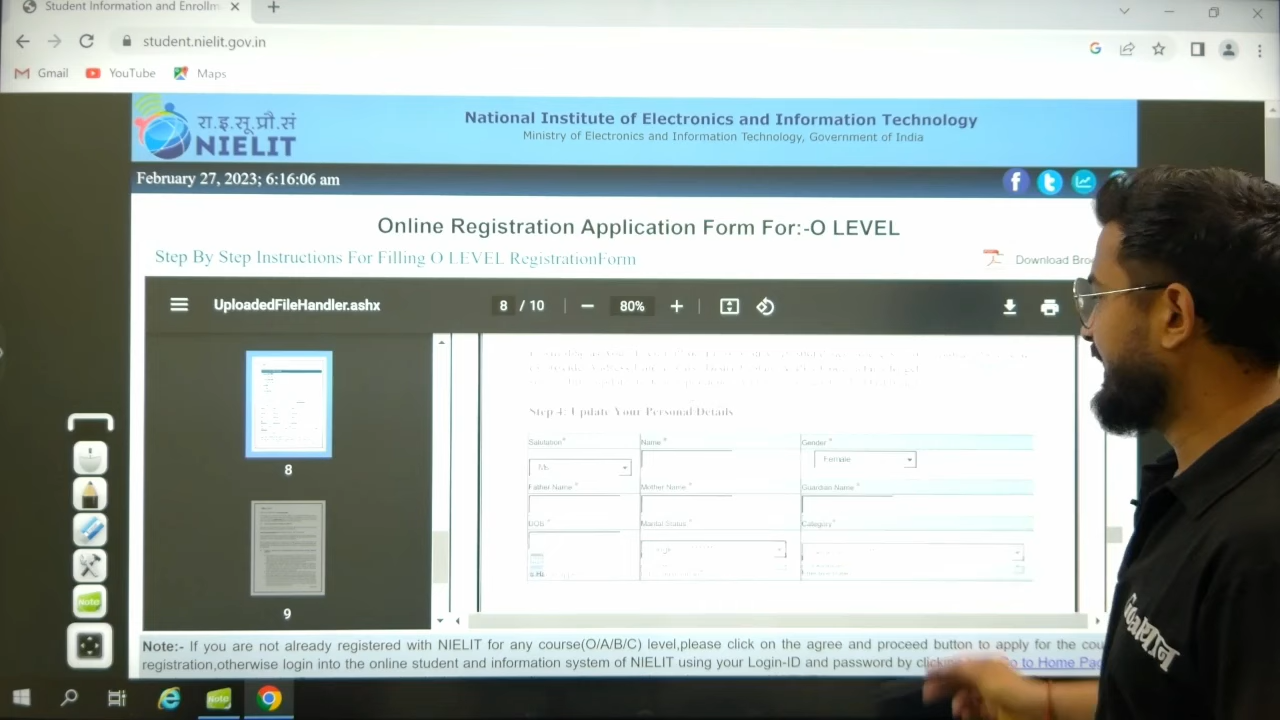 Student Information and Enrollm
student.nielit.gov.in
Gmail
YouTube
Maps
रा.इ.सू.प्रौ.सं
NIELIT
National Institute of Electronics and Information Technology
Ministry of Electronics and Information Technology, Government of India
February 27, 2023; 6:16:06 am
Online Registration Application Form For:-O LEVEL
Step By Step Instructions For Filling O LEVEL RegistrationForm
Download Bro
UploadedFileHandler.ashx
8 / 10
80%
Step 4: Update Your Personal Details
Salutation*
Name *
Gender *
Ms.
Female
Father Name *
Mother Name *
Guardian Name *
DOB *
Marital Status*
Category*
8
9
Note:- If you are not already registered with NIELIT for any course(O/A/B/C) level,please click on the agree and proceed button to apply for the cou
registration,otherwise login into the online student and information system of NIELIT using your Login-ID and password by o to Home Pag
Note
Note